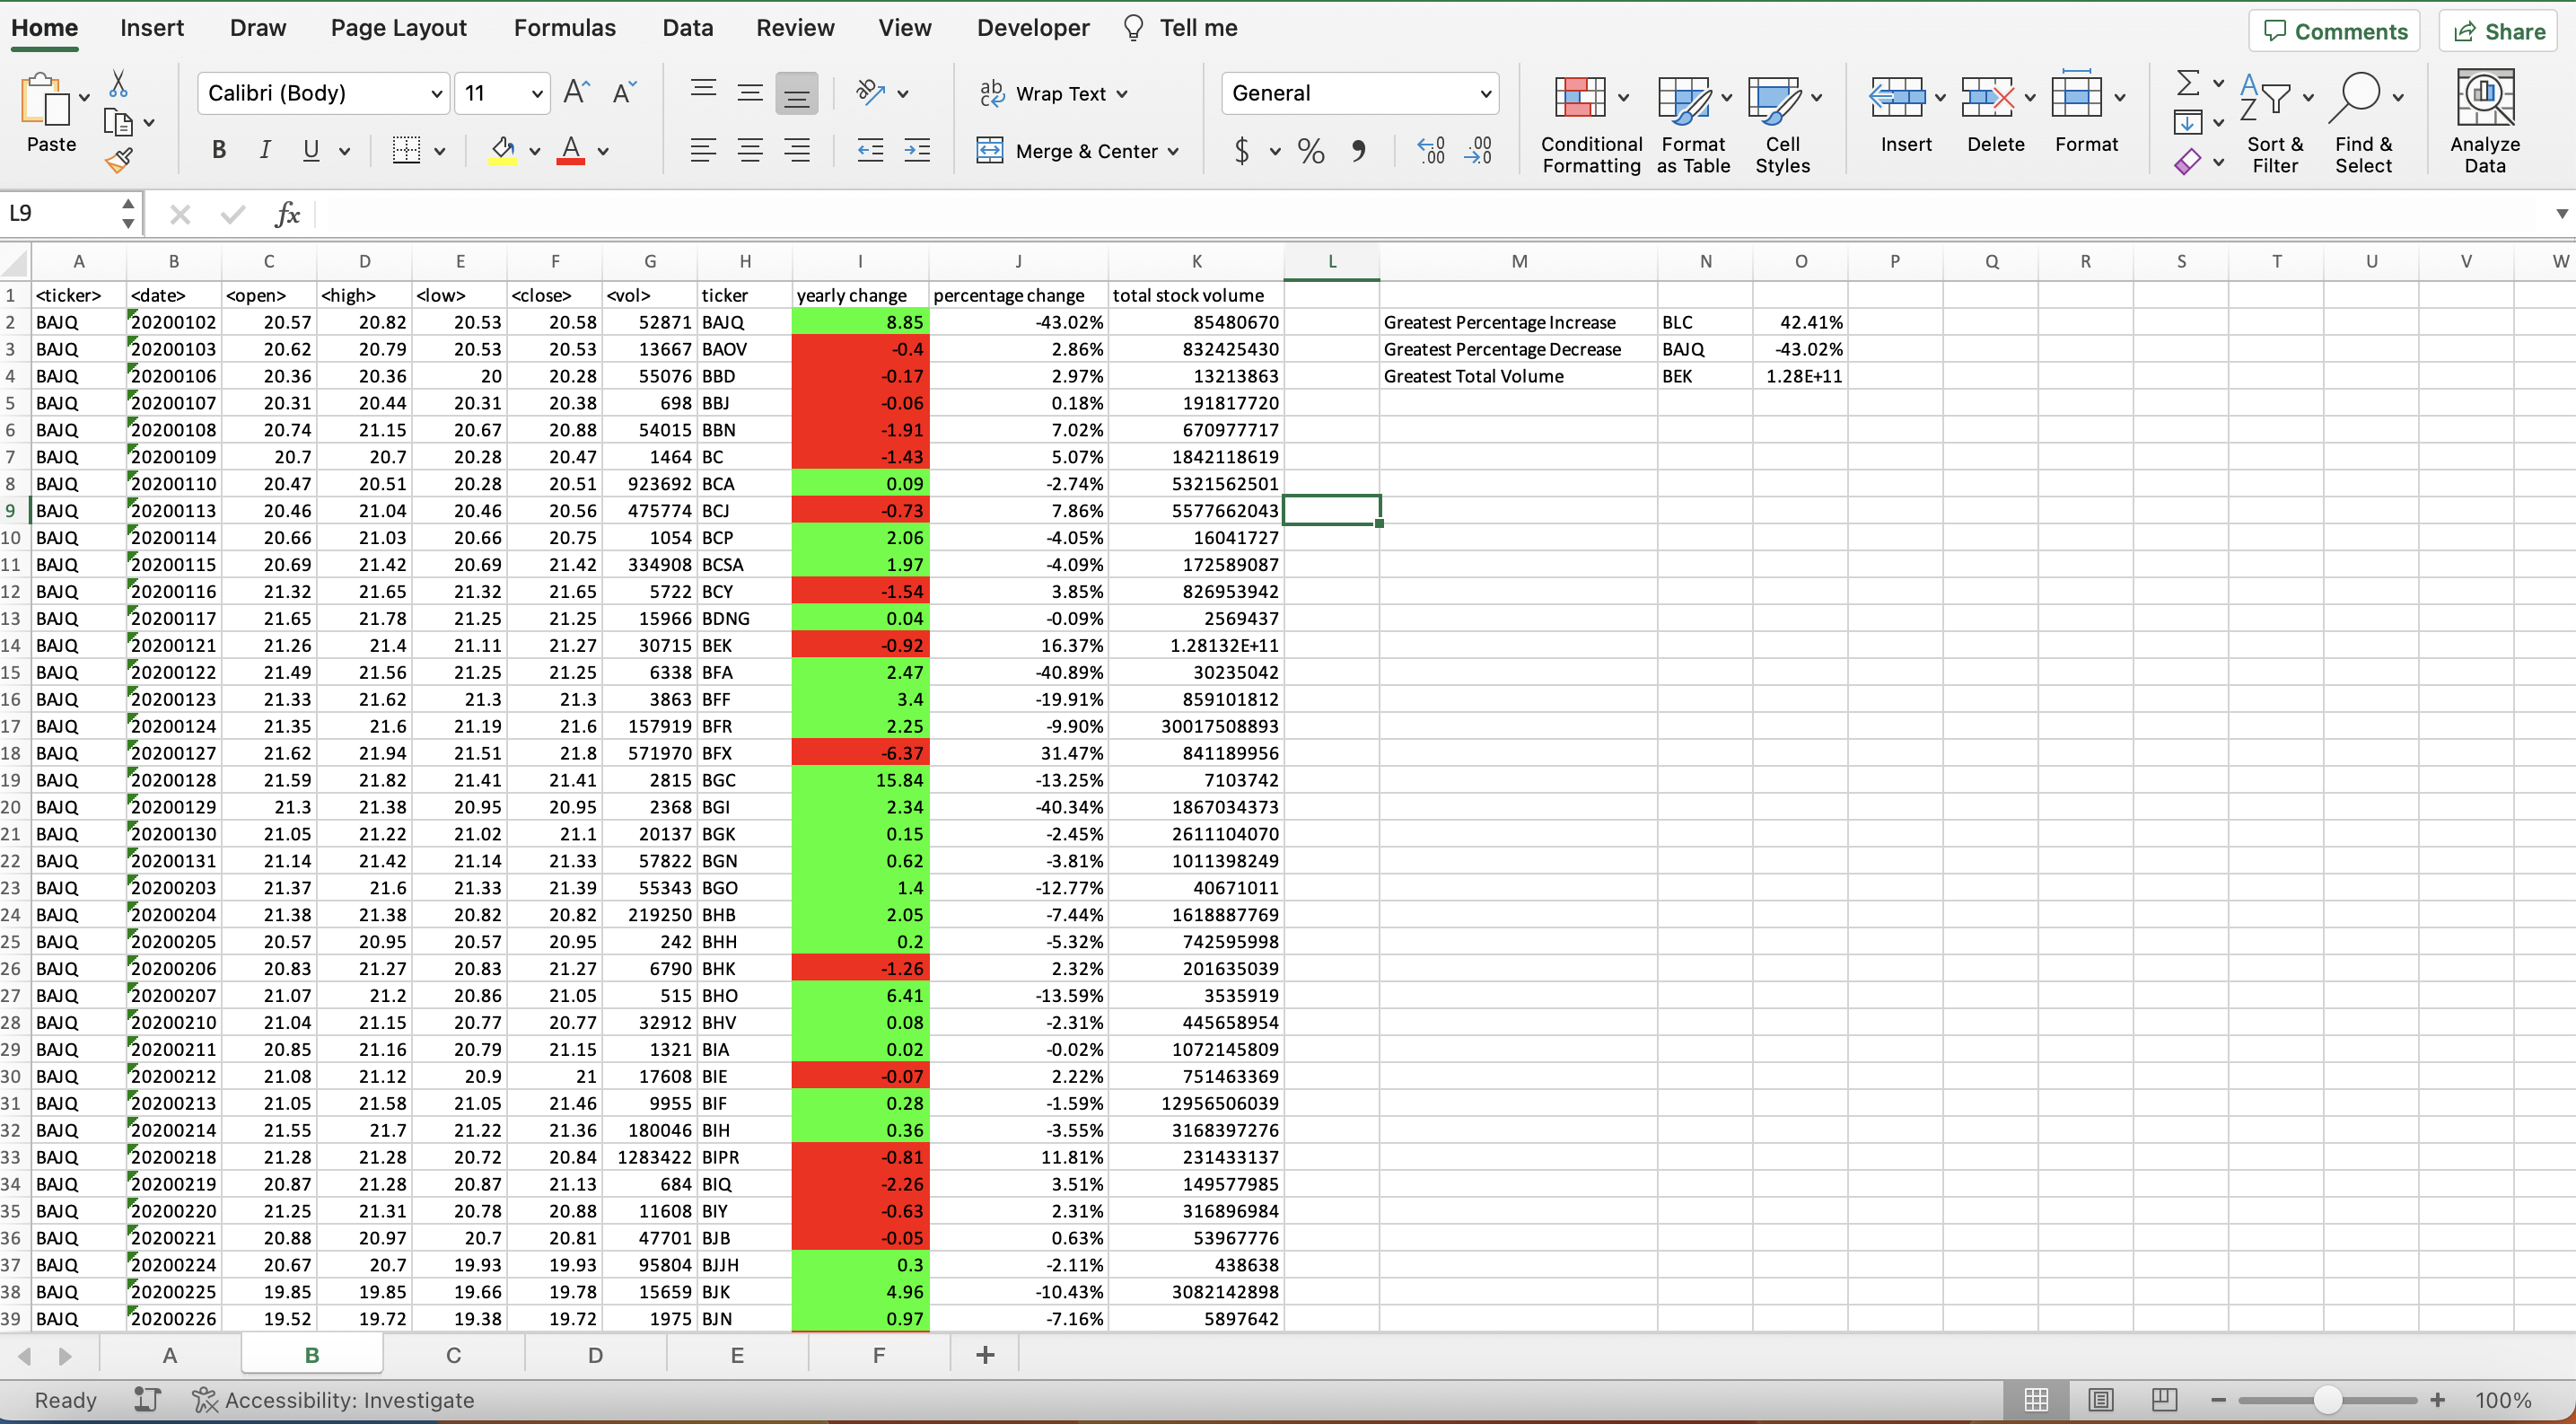 Home Insert Draw Page Layout Formulas Data Review View Developer Tell me Comments Share
Calibri (Body) 11 Wrap Text General
Paste B I U Merge & Center $ % Conditional Formatting Format as Table Cell Styles Insert Delete Format Sort & Filter Find & Select Analyze Data
L9 fx
A B C D E F G H I J K L M N O P Q R S T U V W
1 <ticker> <date> <open> <high> <low> <close> <vol> ticker yearly change percentage change total stock volume
2 BAJQ 20200102 20.57 20.82 20.53 20.58 52871 BAJQ 8.85 -43.02% 85480670 Greatest Percentage Increase BLC 42.41%
3 BAJQ 20200103 20.62 20.79 20.53 20.53 13667 BAOV -0.4 2.86% 832425430 Greatest Percentage Decrease BAJQ -43.02%
4 BAJQ 20200106 20.36 20.36 20 20.28 55076 BBD -0.17 2.97% 13213863 Greatest Total Volume BEK 1.28E+11
5 BAJQ 20200107 20.31 20.44 20.31 20.38 698 BBJ -0.06 0.18% 191817720
6 BAJQ 20200108 20.74 21.15 20.67 20.88 54015 BBN -1.91 7.02% 670977717
7 BAJQ 20200109 20.7 20.7 20.28 20.47 1464 BC -1.43 5.07% 1842118619
8 BAJQ 20200110 20.47 20.51 20.28 20.51 923692 BCA 0.09 -2.74% 5321562501
9 BAJQ 20200113 20.46 21.04 20.46 20.56 475774 BCJ -0.73 7.86% 5577662043
10 BAJQ 20200114 20.66 21.03 20.66 20.75 1054 BCP 2.06 -4.05% 16041727
11 BAJQ 20200115 20.69 21.42 20.69 21.42 334908 BCSA 1.97 -4.09% 172589087
12 BAJQ 20200116 21.32 21.65 21.32 21.65 5722 BCY -1.54 3.85% 826953942
13 BAJQ 20200117 21.65 21.78 21.25 21.25 15966 BDNG 0.04 -0.09% 2569437
14 BAJQ 20200121 21.26 21.4 21.11 21.27 30715 BEK -0.92 16.37% 1.28132E+11
15 BAJQ 20200122 21.49 21.56 21.25 21.25 6338 BFA 2.47 -40.89% 30235042
16 BAJQ 20200123 21.33 21.62 21.3 21.3 3863 BFF 3.4 -19.91% 859101812
17 BAJQ 20200124 21.35 21.6 21.19 21.6 157919 BFR 2.25 -9.90% 30017508893
18 BAJQ 20200127 21.62 21.94 21.51 21.8 571970 BFX -6.37 31.47% 841189956
19 BAJQ 20200128 21.59 21.82 21.41 21.41 2815 BGC 15.84 -13.25% 7103742
20 BAJQ 20200129 21.3 21.38 20.95 20.95 2368 BGI 2.34 -40.34% 1867034373
21 BAJQ 20200130 21.05 21.22 21.02 21.1 20137 BGK 0.15 -2.45% 2611104070
22 BAJQ 20200131 21.14 21.42 21.14 21.33 57822 BGN 0.62 -3.81% 1011398249
23 BAJQ 20200203 21.37 21.6 21.33 21.39 55343 BGO 1.4 -12.77% 40671011
24 BAJQ 20200204 21.38 21.38 20.82 20.82 219250 BHB 2.05 -7.44% 1618887769
25 BAJQ 20200205 20.57 20.95 20.57 20.95 242 BHH 0.2 -5.32% 742595998
26 BAJQ 20200206 20.83 21.27 20.83 21.27 6790 BHK -1.26 2.32% 201635039
27 BAJQ 20200207 21.07 21.2 20.86 21.05 515 BHO 6.41 -13.59% 3535919
28 BAJQ 20200210 21.04 21.15 20.77 20.77 32912 BHV 0.08 -2.31% 445658954
29 BAJQ 20200211 20.85 21.16 20.79 21.15 1321 BIA 0.02 -0.02% 1072145809
30 BAJQ 20200212 21.08 21.12 20.9 21 17608 BIE -0.07 2.22% 751463369
31 BAJQ 20200213 21.05 21.58 21.05 21.46 9955 BIF 0.28 -1.59% 12956506039
32 BAJQ 20200214 21.55 21.7 21.22 21.36 180046 BIH 0.36 -3.55% 3168397276
33 BAJQ 20200218 21.28 21.28 20.72 20.84 1283422 BIPR -0.81 11.81% 231433137
34 BAJQ 20200219 20.87 21.28 20.87 21.13 684 BIQ -2.26 3.51% 149577985
35 BAJQ 20200220 21.25 21.31 20.78 20.88 11608 BIY -0.63 2.31% 316896984
36 BAJQ 20200221 20.88 20.97 20.7 20.81 47701 BJB -0.05 0.63% 53967776
37 BAJQ 20200224 20.67 20.7 19.93 19.93 95804 BJJH 0.3 -2.11% 438638
38 BAJQ 20200225 19.85 19.85 19.66 19.78 15659 BJK 4.96 -10.43% 3082142898
39 BAJQ 20200226 19.52 19.72 19.38 19.72 1975 BJN 0.97 -7.16% 5897642
A B C D E F +
Ready Accessibility: Investigate 100%